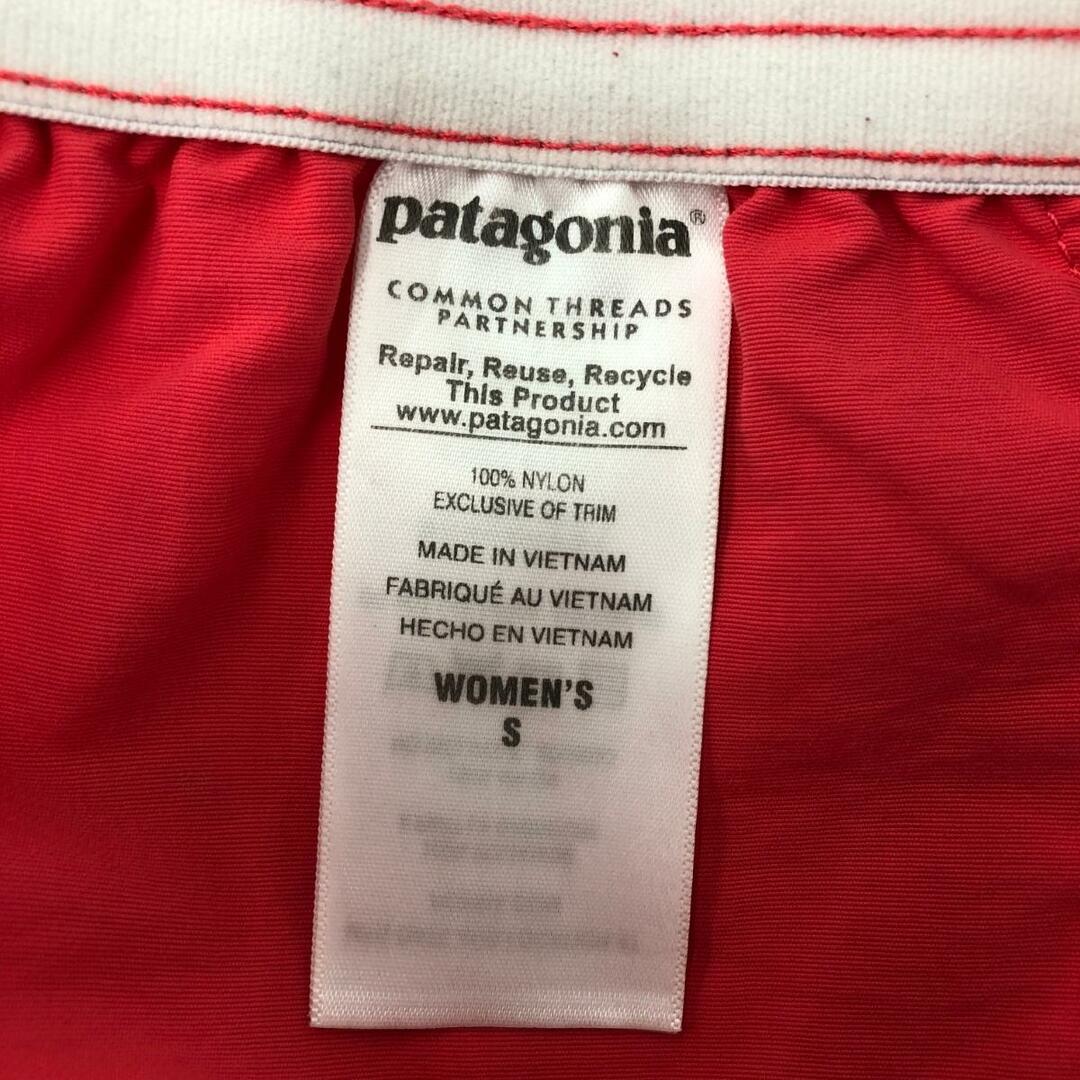 patagonia®
COMMON THREADS
PARTNERSHIP
Repair, Reuse, Recycle
This Product
www.patagonia.com
100% NYLON
EXCLUSIVE OF TRIM
MADE IN VIETNAM
FABRIQUÉ AU VIETNAM
HECHO EN VIETNAM
WOMEN'S
S